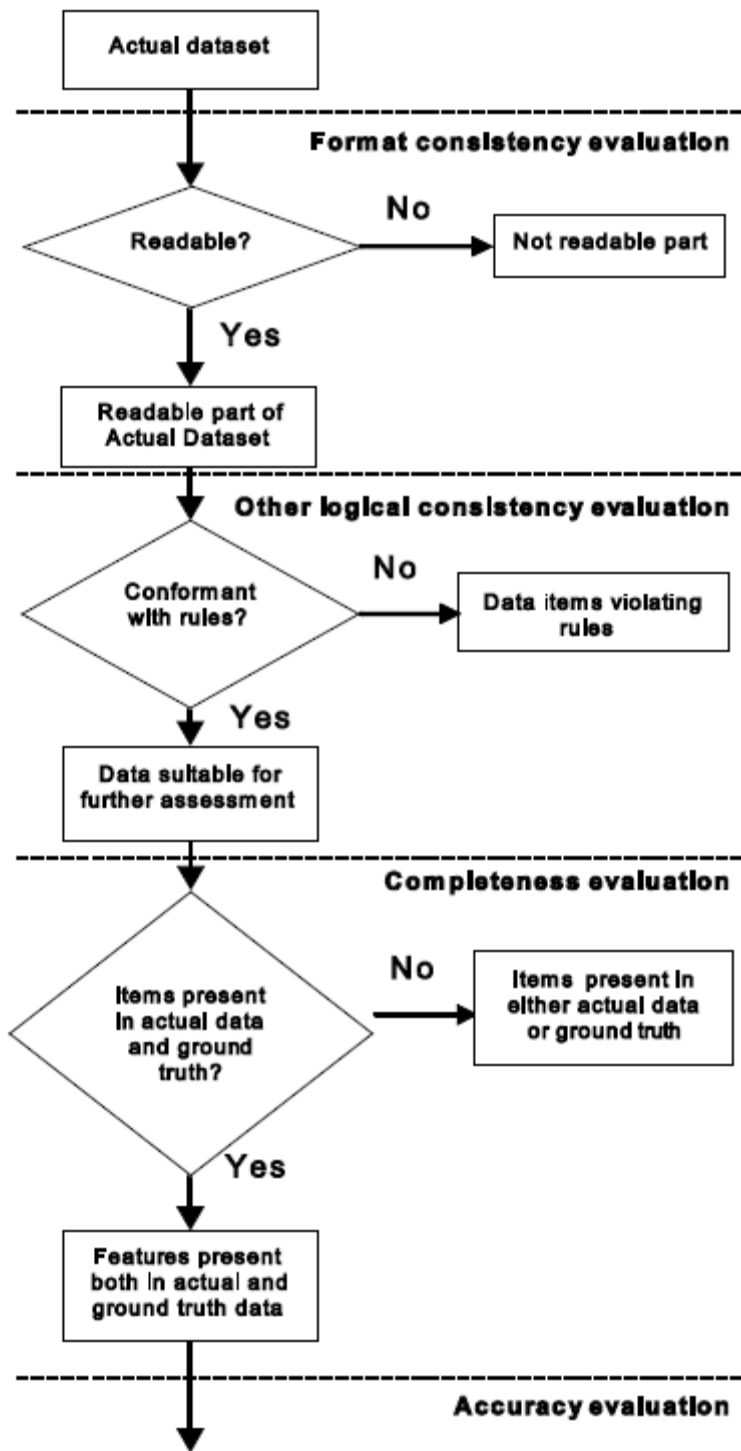 Actual dataset
Format consistency evaluation
No
Readable?
Not readable part
Yes
Readable part of
Actual Dataset
Other logical consistency evaluation
No
Conformant
with rules?
Data items violating
rules
Yes
Data suitable for
further assessment
Completeness evaluation
No
Items present
in actual data
and ground
truth?
Items present in
either actual data
or ground truth
Yes
Features present
both in actual and
ground truth data
Accuracy evaluation